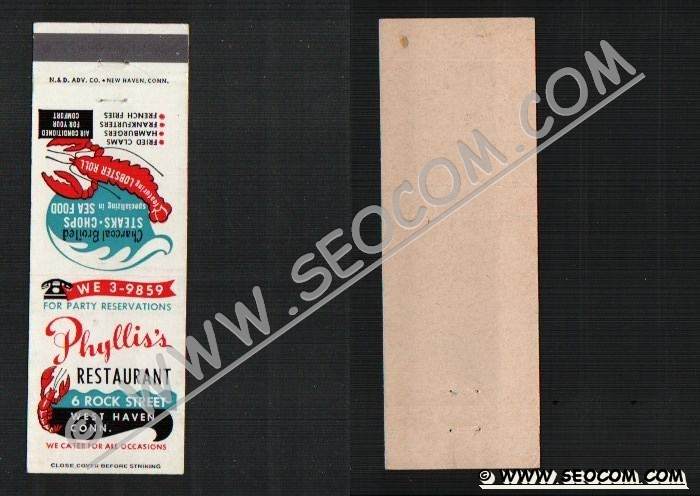 N.& D. ADV. CO. • NEW HAVEN, CONN.
AIR CONDITIONED
FOR YOUR
COMFORT
• FRIED CLAMS
• HAMBURGERS
• FRANKFURTERS
• FRENCH FRIES
Featuring LOBSTER ROLL
Charcoal Broiled
STEAKS • CHOPS
specializing in SEA FOOD
WE 3-9859
FOR PARTY RESERVATIONS
Phyllis's
RESTAURANT
6 ROCK STREET
WEST HAVEN
CONN.
WE CATER FOR ALL OCCASIONS
CLOSE COVER BEFORE STRIKING
© WWW.SEOCOM.COM
© WWW.SEOCOM.COM